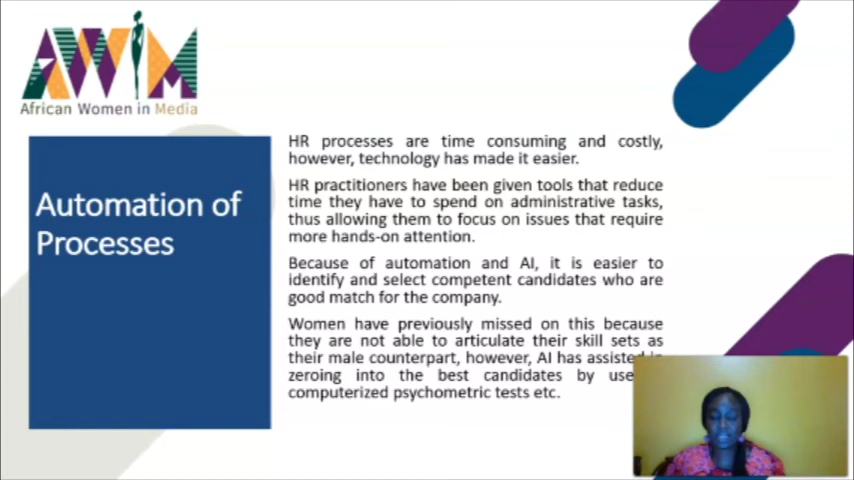 AWiM
African Women in Media
Automation of
Processes
HR processes are time consuming and costly,
however, technology has made it easier.
HR practitioners have been given tools that reduce
time they have to spend on administrative tasks,
thus allowing them to focus on issues that require
more hands-on attention.
Because of automation and AI, it is easier to
identify and select competent candidates who are
good match for the company.
Women have previously missed on this because
they are not able to articulate their skill sets as
their male counterpart, however, AI has assisted in
zeroing into the best candidates by use
computerized psychometric tests etc.